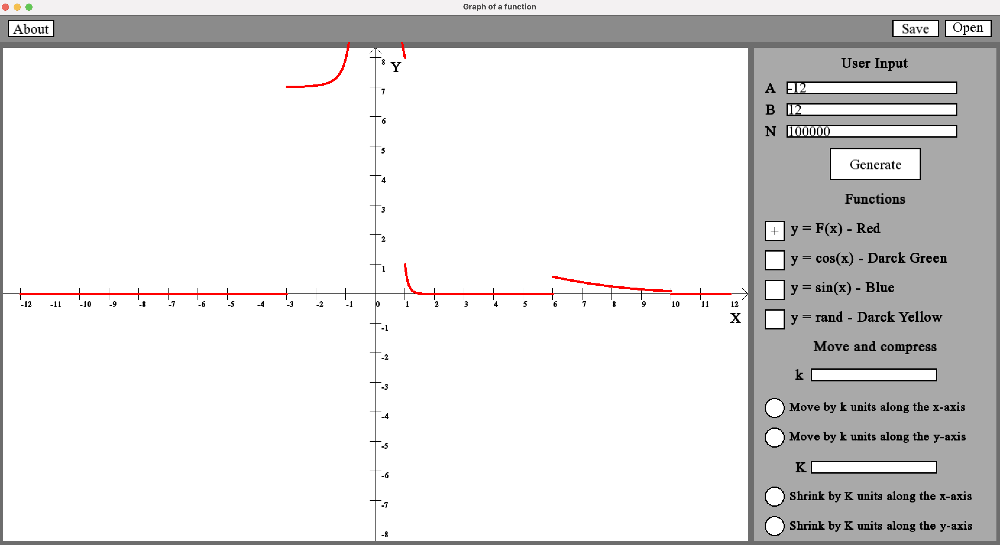 Graph of a function
About
Save
Open
Y
8
7
6
5
4
3
2
1
-12 -11 -10 -9 -8 -7 -6 -5 -4 -3 -2 -1 0 1 2 3 4 5 6 7 8 9 10 11 12
X
-1
-2
-3
-4
-5
-6
-7
-8
User Input
A -12
B 12
N 100000
Generate
Functions
+ y = F(x) - Red
y = cos(x) - Darck Green
y = sin(x) - Blue
y = rand - Darck Yellow
Move and compress
k
Move by k units along the x-axis
Move by k units along the y-axis
K
Shrink by K units along the x-axis
Shrink by K units along the y-axis